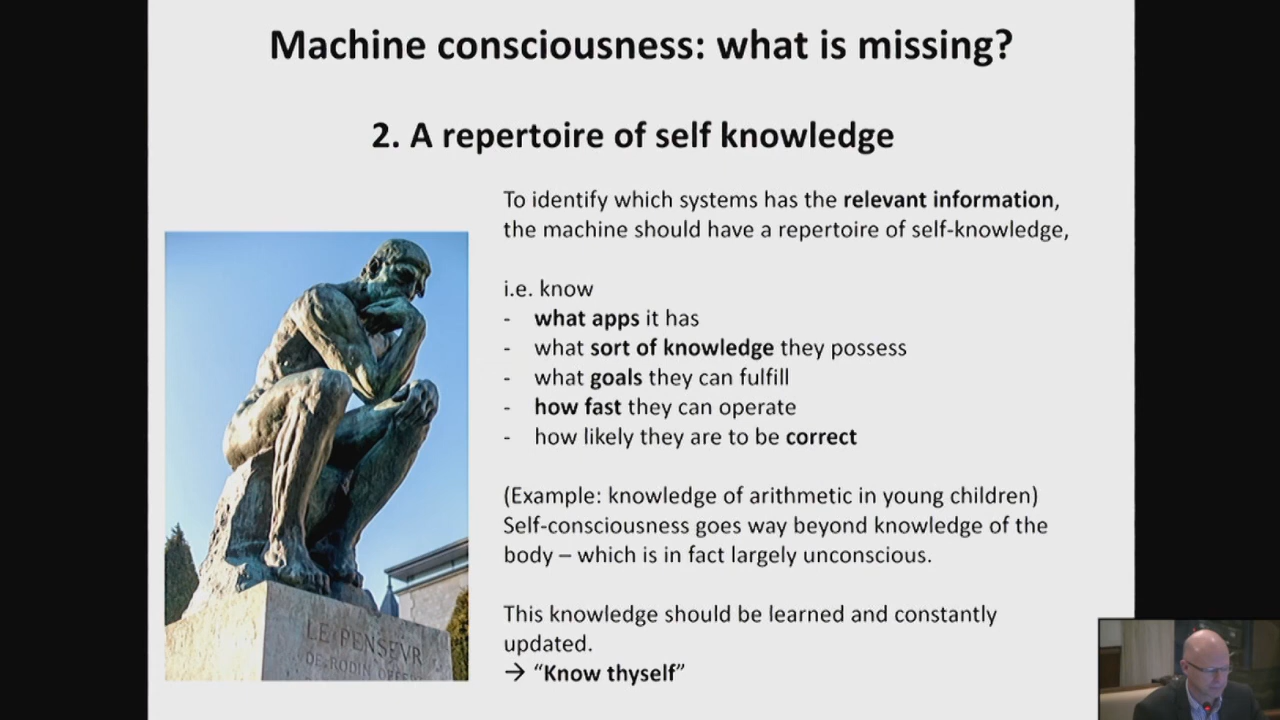 Machine consciousness: what is missing?
2. A repertoire of self knowledge
To identify which systems has the relevant information,
the machine should have a repertoire of self-knowledge,
i.e. know
- what apps it has
- what sort of knowledge they possess
- what goals they can fulfill
- how fast they can operate
- how likely they are to be correct
(Example: knowledge of arithmetic in young children)
Self-consciousness goes way beyond knowledge of the
body – which is in fact largely unconscious.
This knowledge should be learned and constantly
updated.
→ “Know thyself”
LE PENSEVR
DE RODIN